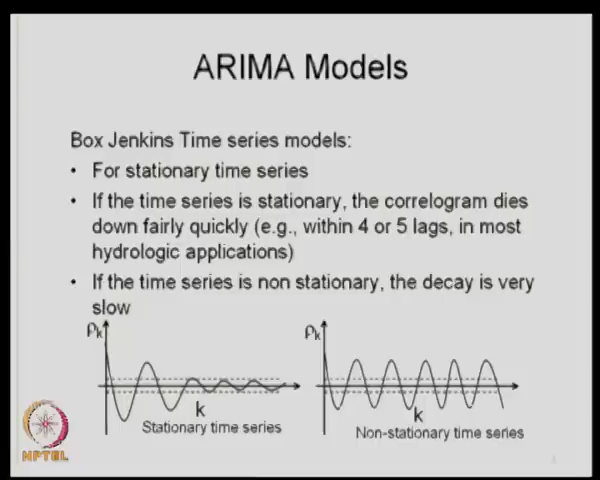 ARIMA Models
Box Jenkins Time series models:
• For stationary time series
• If the time series is stationary, the correlogram dies
down fairly quickly (e.g., within 4 or 5 lags, in most
hydrologic applications)
• If the time series is non stationary, the decay is very
slow
ρk
ρk
k
k
Stationary time series
Non-stationary time series
NPTEL